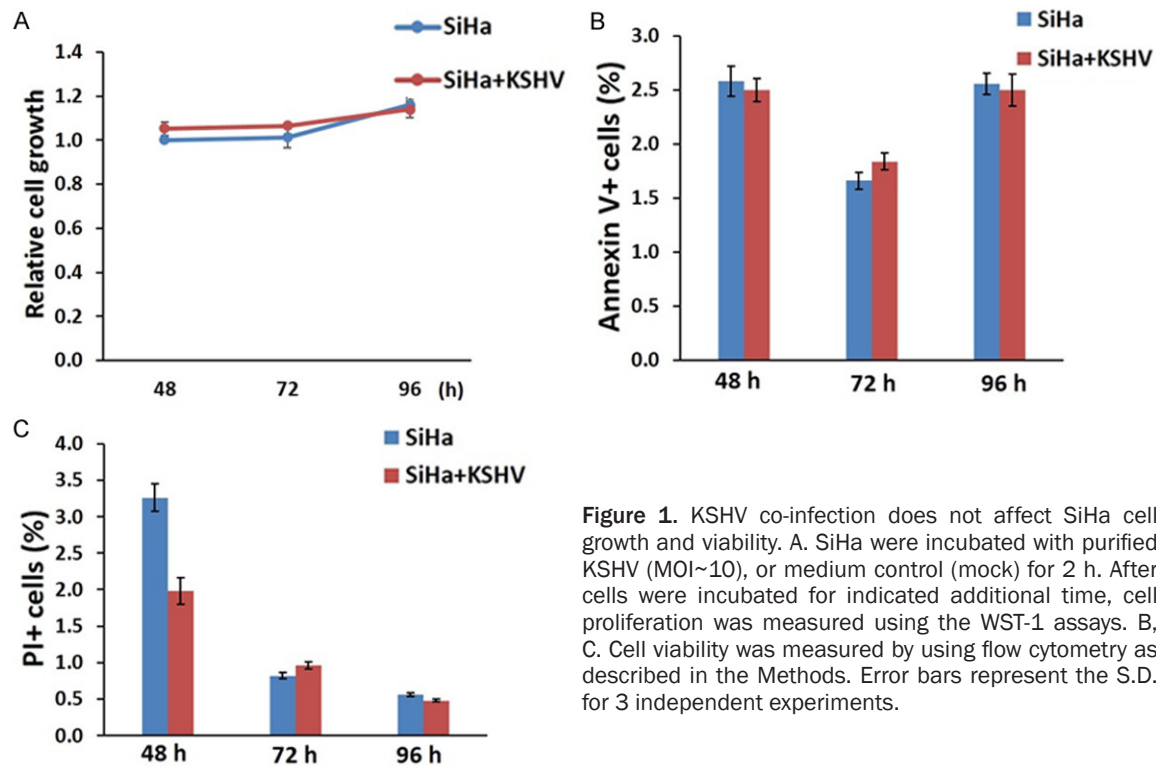 A
SiHa
SiHa+KSHV
Relative cell growth
1.4
1.2
1.0
0.8
0.6
0.4
0.2
0.0
48 72 96 (h)
B
SiHa
SiHa+KSHV
Annexin V+ cells (%)
3.0
2.5
2.0
1.5
1.0
0.5
0.0
48 h 72 h 96 h
C
SiHa
SiHa+KSHV
PI+ cells (%)
4.0
3.5
3.0
2.5
2.0
1.5
1.0
0.5
0.0
48 h 72 h 96 h
Figure 1. KSHV co-infection does not affect SiHa cell
growth and viability. A. SiHa were incubated with purified
KSHV (MOI~10), or medium control (mock) for 2 h. After
cells were incubated for indicated additional time, cell
proliferation was measured using the WST-1 assays. B,
C. Cell viability was measured by using flow cytometry as
described in the Methods. Error bars represent the S.D.
for 3 independent experiments.